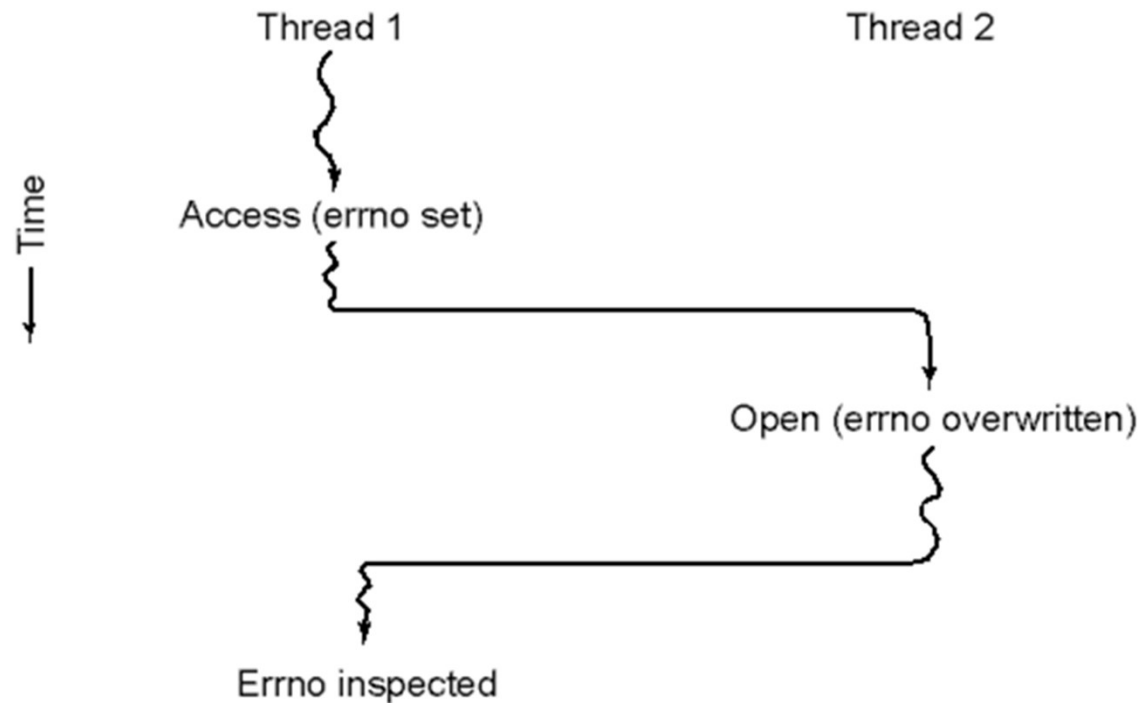 Thread 1
Thread 2
Time
Access (errno set)
Open (errno overwritten)
Errno inspected